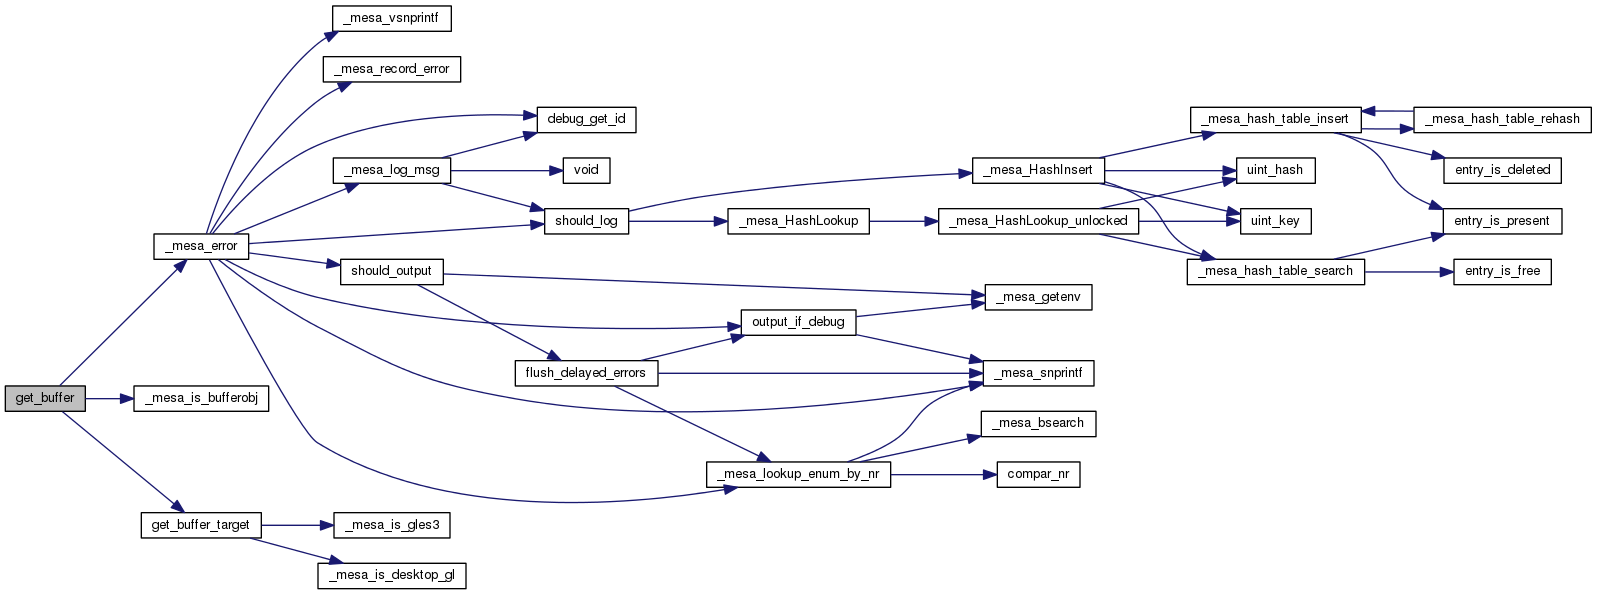 _mesa_vsnprintf
_mesa_record_error
debug_get_id
_mesa_hash_table_insert
_mesa_hash_table_rehash
_mesa_log_msg
void
_mesa_HashInsert
uint_hash
entry_is_deleted
should_log
_mesa_HashLookup
_mesa_HashLookup_unlocked
uint_key
entry_is_present
_mesa_error
should_output
_mesa_hash_table_search
entry_is_free
_mesa_getenv
output_if_debug
flush_delayed_errors
_mesa_snprintf
get_buffer
_mesa_is_bufferobj
_mesa_bsearch
_mesa_lookup_enum_by_nr
compar_nr
get_buffer_target
_mesa_is_gles3
_mesa_is_desktop_gl